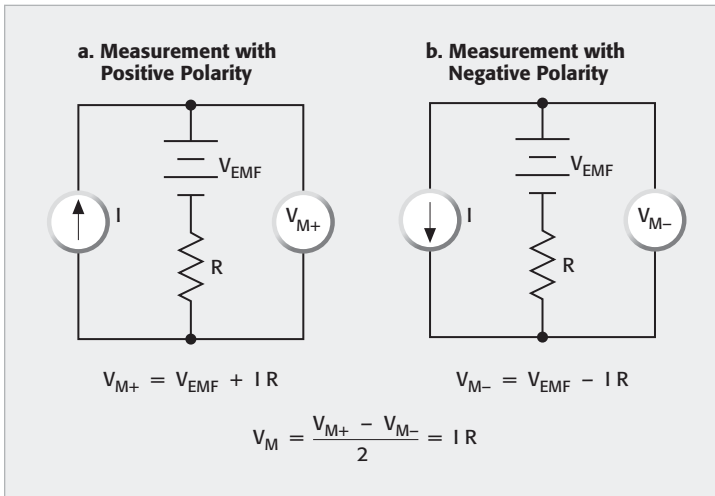 a. Measurement with
Positive Polarity
b. Measurement with
Negative Polarity
I
V_EMF
R
V_M+
I
V_EMF
R
V_M–
V_M+ = V_EMF + I R
V_M– = V_EMF – I R
V_M = (V_M+ – V_M–) / 2 = I R